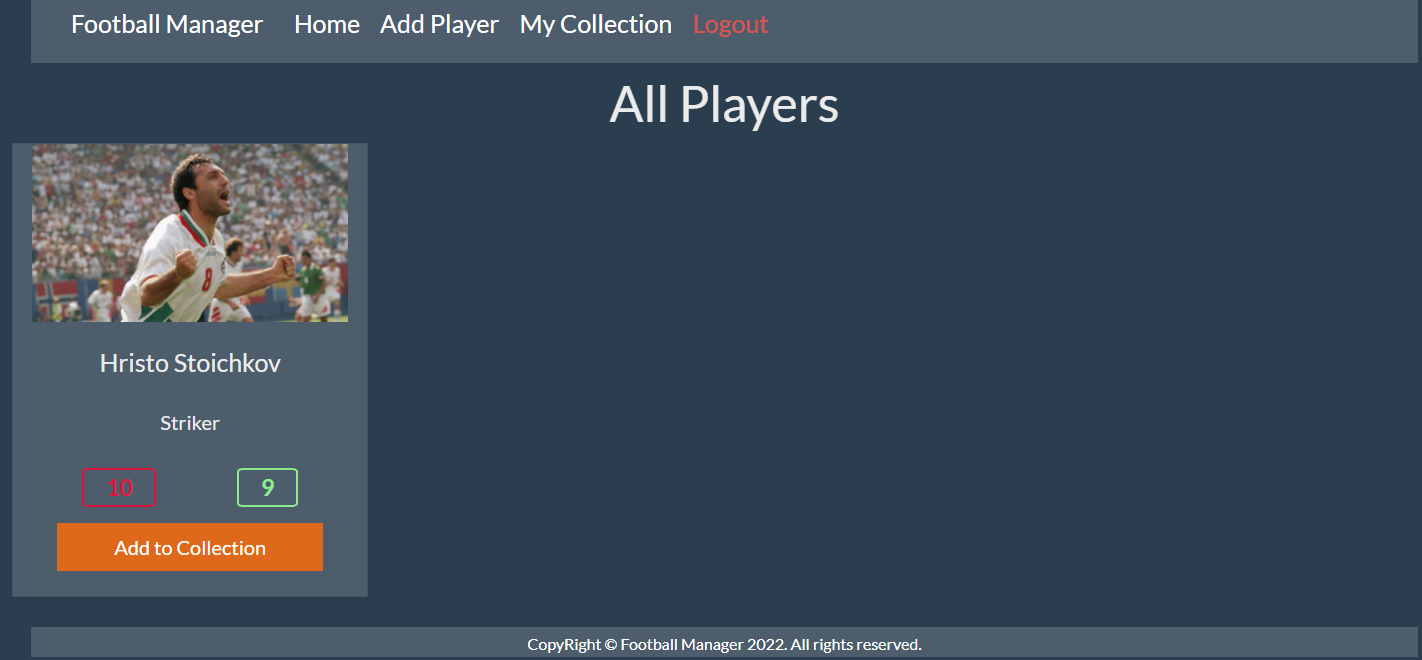 Football Manager Home Add Player My Collection Logout
All Players
8
Hristo Stoichkov
Striker
10 9
Add to Collection
CopyRight © Football Manager 2022. All rights reserved.